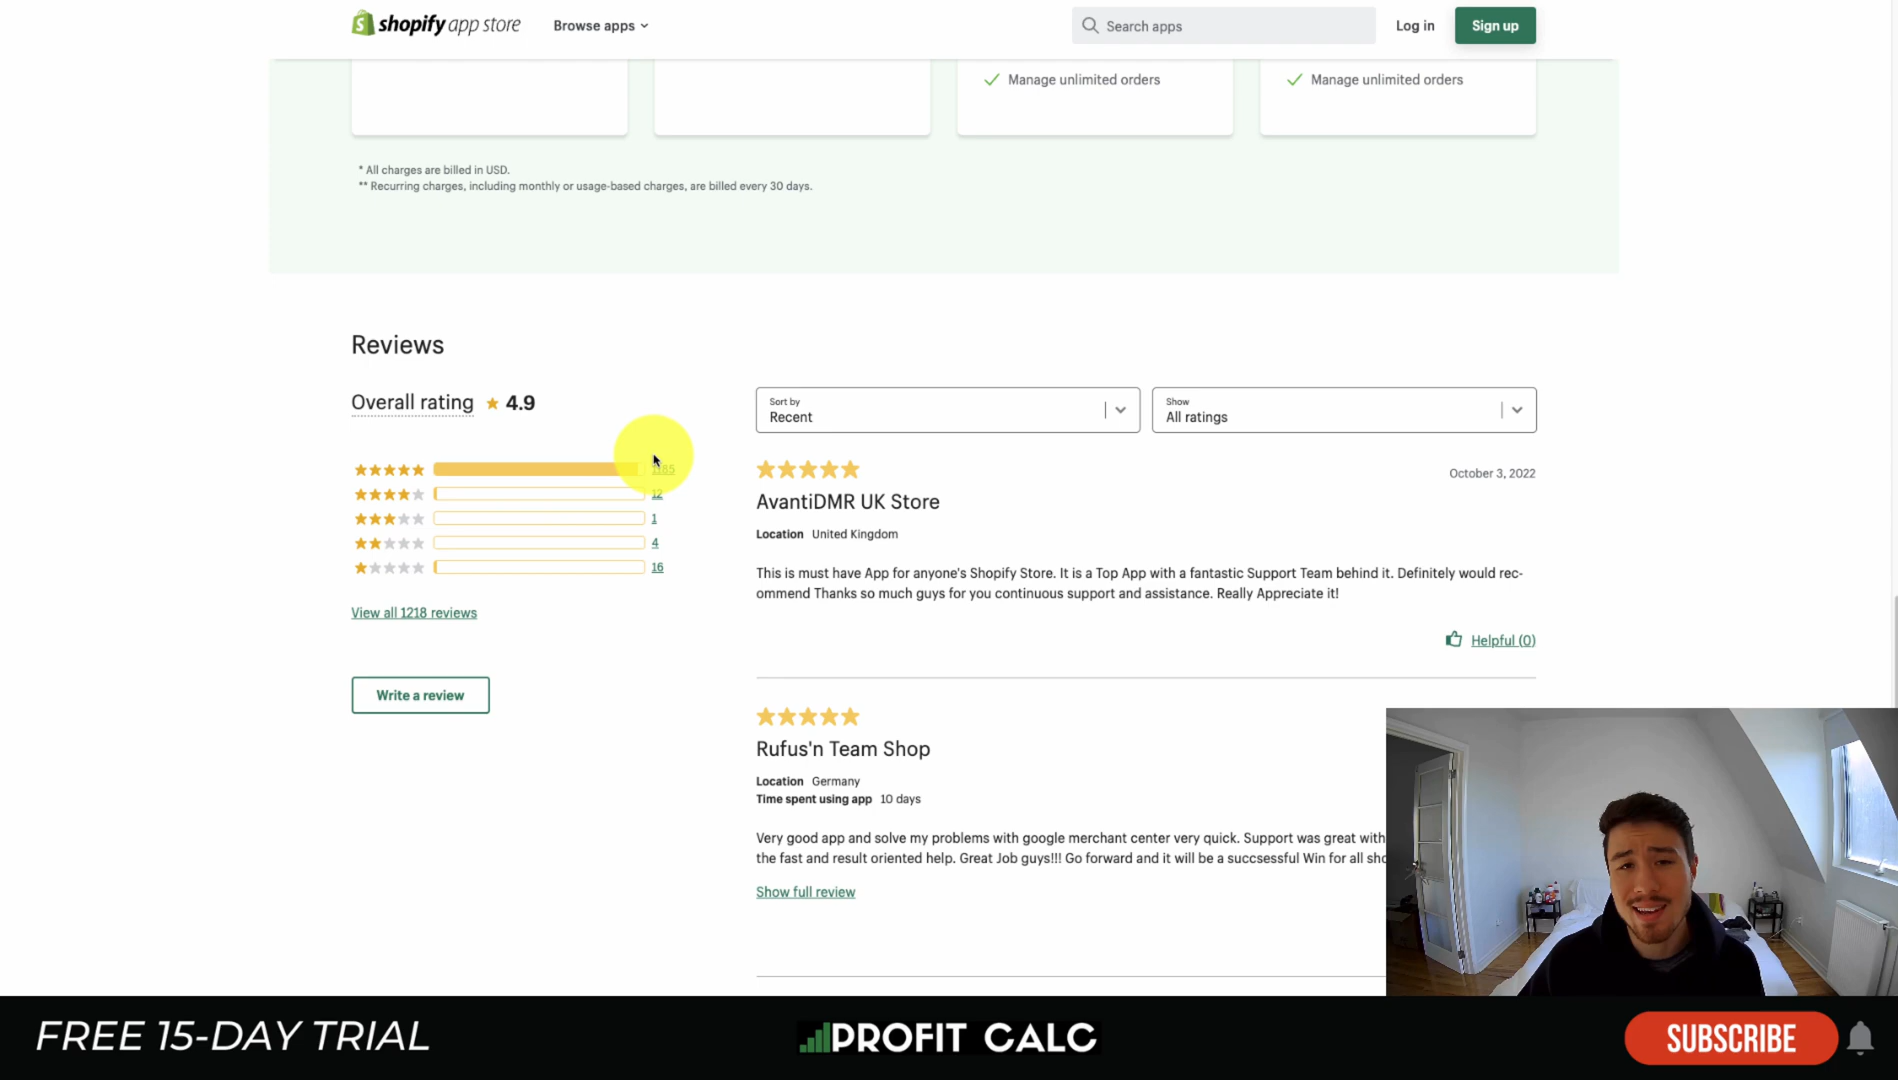 shopify app store
Browse apps
Search apps
Log in
Sign up
Manage unlimited orders
Manage unlimited orders
* All charges are billed in USD.
** Recurring charges, including monthly or usage-based charges, are billed every 30 days.
Reviews
Overall rating 4.9
1185
12
1
4
16
View all 1218 reviews
Write a review
Sort by
Recent
Show
All ratings
October 3, 2022
AvantiDMR UK Store
Location United Kingdom
This is must have App for anyone's Shopify Store. It is a Top App with a fantastic Support Team behind it. Definitely would rec-
ommend Thanks so much guys for you continuous support and assistance. Really Appreciate it!
Helpful (0)
Rufus'n Team Shop
Location Germany
Time spent using app 10 days
Very good app and solve my problems with google merchant center very quick. Support was great with
the fast and result oriented help. Great Job guys!!! Go forward and it will be a succsessful Win for all
Show full review
FREE 15-DAY TRIAL
PROFIT CALC
SUBSCRIBE